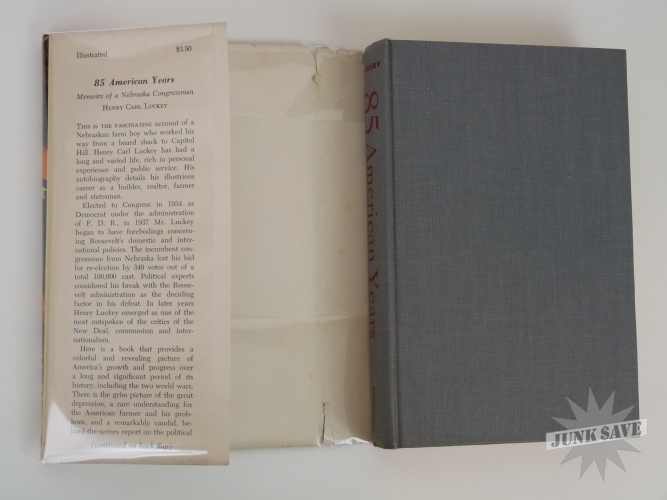 Illustrated $3.50
85 American Years
Memoirs of a Nebraska Congressman
HENRY CARL LUCKEY
THIS IS THE FASCINATING account of a
Nebraskan farm boy who worked his
way from a board shack to Capitol
Hill. Henry Carl Luckey has had a
long and varied life, rich in personal
experience and public service. His
autobiography details his illustrious
career as a builder, realtor, farmer
and statesman.
Elected to Congress in 1934 as
Democrat under the administration
of F. D. R., in 1937 Mr. Luckey
began to have forebodings concern-
ing Roosevelt's domestic and inter-
national policies. The incumbent con-
gressman from Nebraska lost his bid
for re-election by 349 votes out of a
total 100,000 cast. Political experts
considered his break with the Roose-
velt administration as the deciding
factor in his defeat. In later years
Henry Luckey emerged as one of the
most outspoken of the critics of the
New Deal, communism and inter-
nationalism.
Here is a book that provides a
colorful and revealing picture of
America's growth and progress over
a long and significant period of its
history, including the two world wars.
There is the grim picture of the great
depression, a rare understanding for
the American farmer and his prob-
lems, and a remarkably candid, be-
hind-the-scenes report on the political
(continued on back flap)
LUCKEY
85 American Years
JUNK SAVE